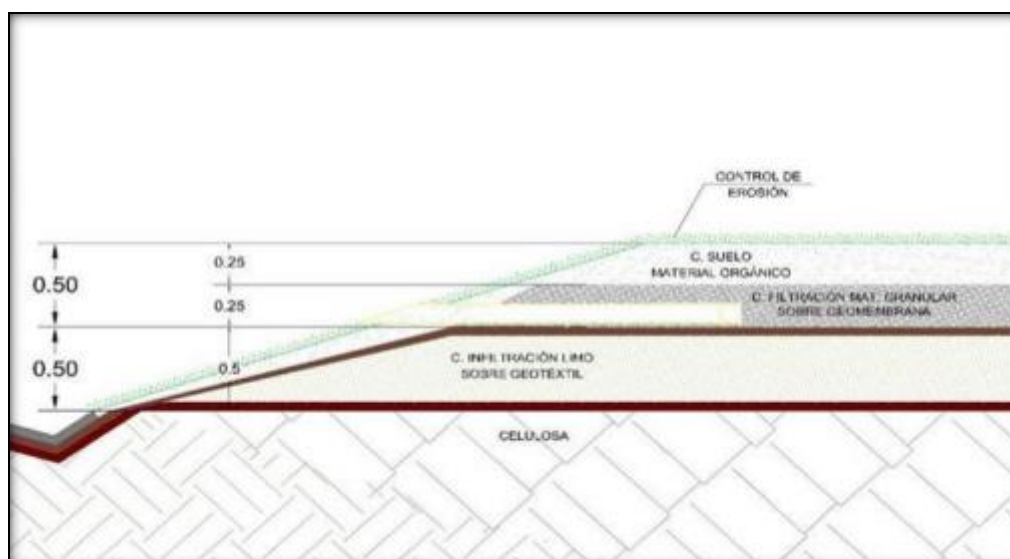 CONTROL DE
EROSIÓN
0.25
C. SUELO
MATERIAL ORGÁNICO
0.50
0.25
C. FILTRACIÓN MAT. GRANULAR
SOBRE GEOMEMBRANA
0.50
0.5
C. INFILTRACIÓN LIMO
SOBRE GEOTÉXTIL
CELULOSA